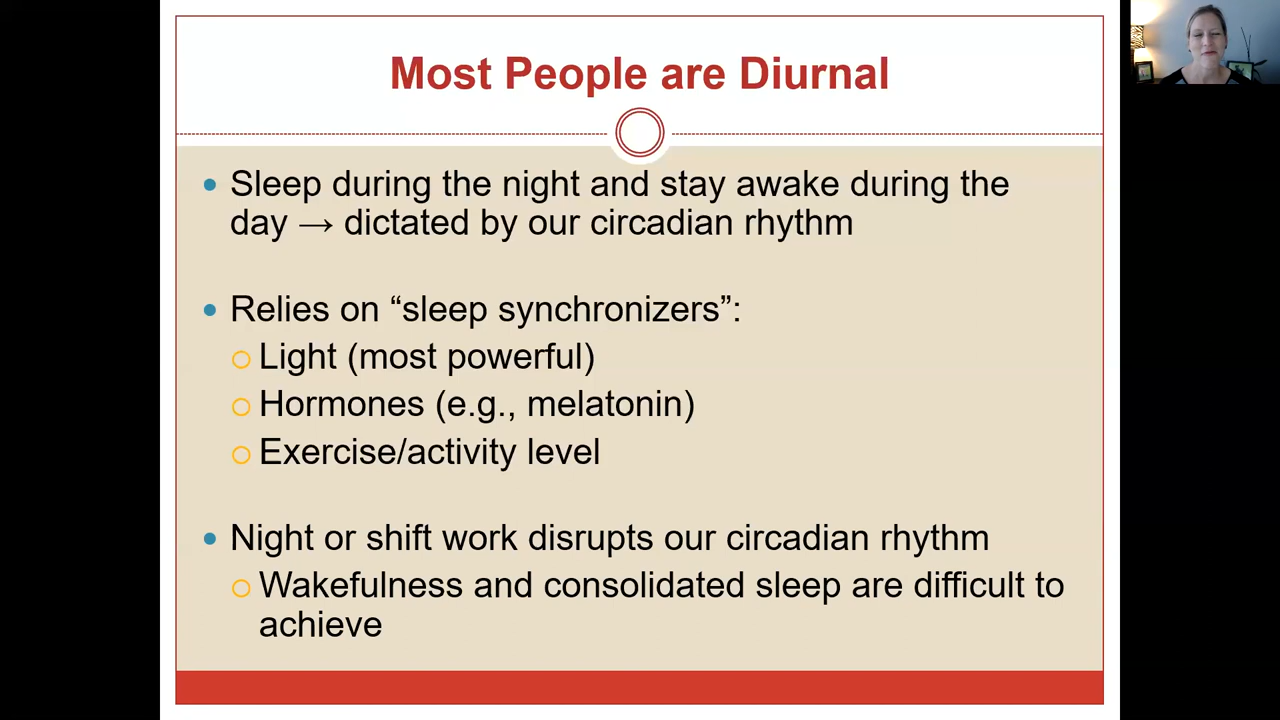 Most People are Diurnal
Sleep during the night and stay awake during the
day → dictated by our circadian rhythm
Relies on “sleep synchronizers”:
Light (most powerful)
Hormones (e.g., melatonin)
Exercise/activity level
Night or shift work disrupts our circadian rhythm
Wakefulness and consolidated sleep are difficult to
achieve